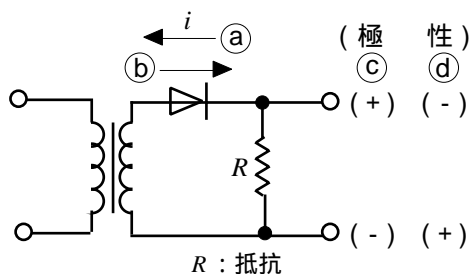 i ⓐ (極 性)
ⓑ ⓒ ⓓ
(+) (-)
R
(-) (+)
R : 抵抗